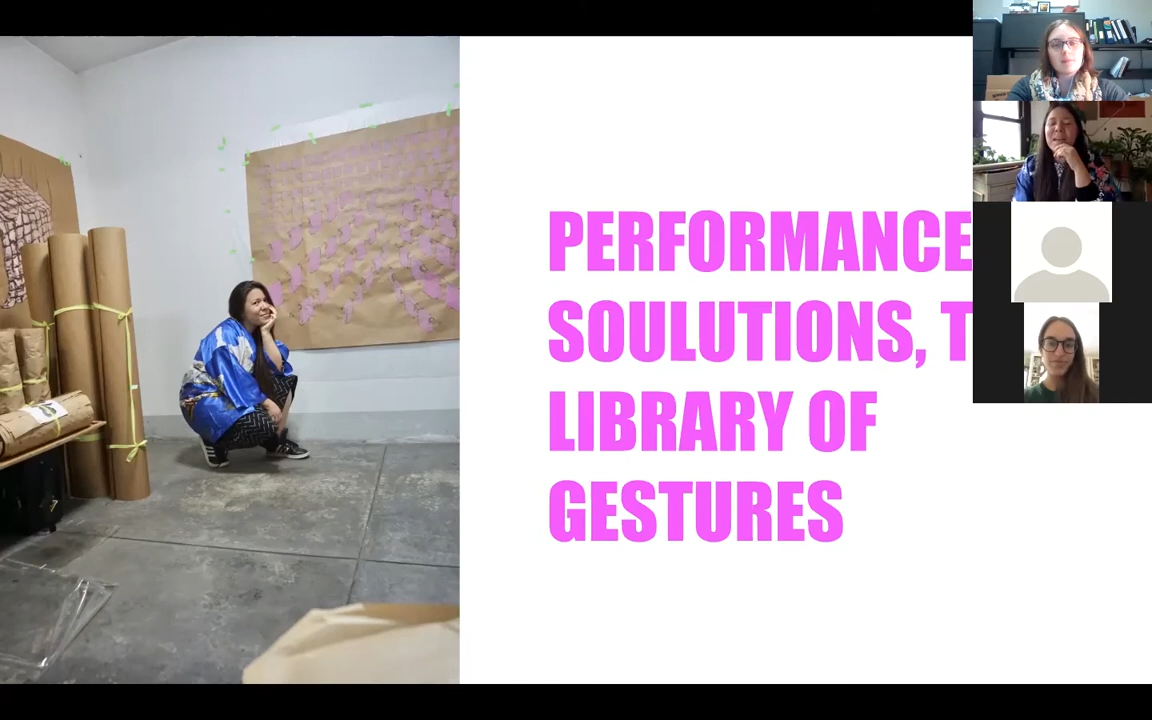 PERFORMANCE
SOULUTIONS, T
LIBRARY OF
GESTURES